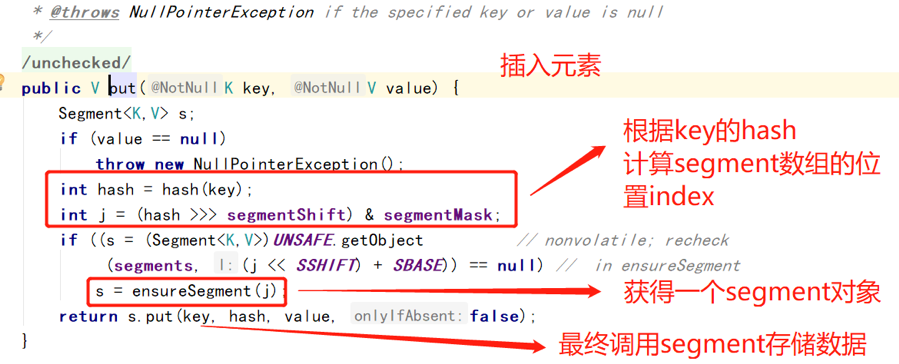 * @throws NullPointerException if the specified key or value is null
*/
/unchecked/
public V put( @NotNull K key, @NotNull V value) {
插入元素
Segment<K,V> s;
if (value == null)
throw new NullPointerException();
int hash = hash(key);
int j = (hash >>> segmentShift) & segmentMask;
根据key的hash
计算segment数组的位
置index
if ((s = (Segment<K,V>)UNSAFE.getObject // nonvolatile; recheck
(segments, l: (j << SSHIFT) + SBASE)) == null) // in ensureSegment
s = ensureSegment(j);
获得一个segment对象
return s.put(key, hash, value, onlyIfAbsent: false);
最终调用segment存储数据
}